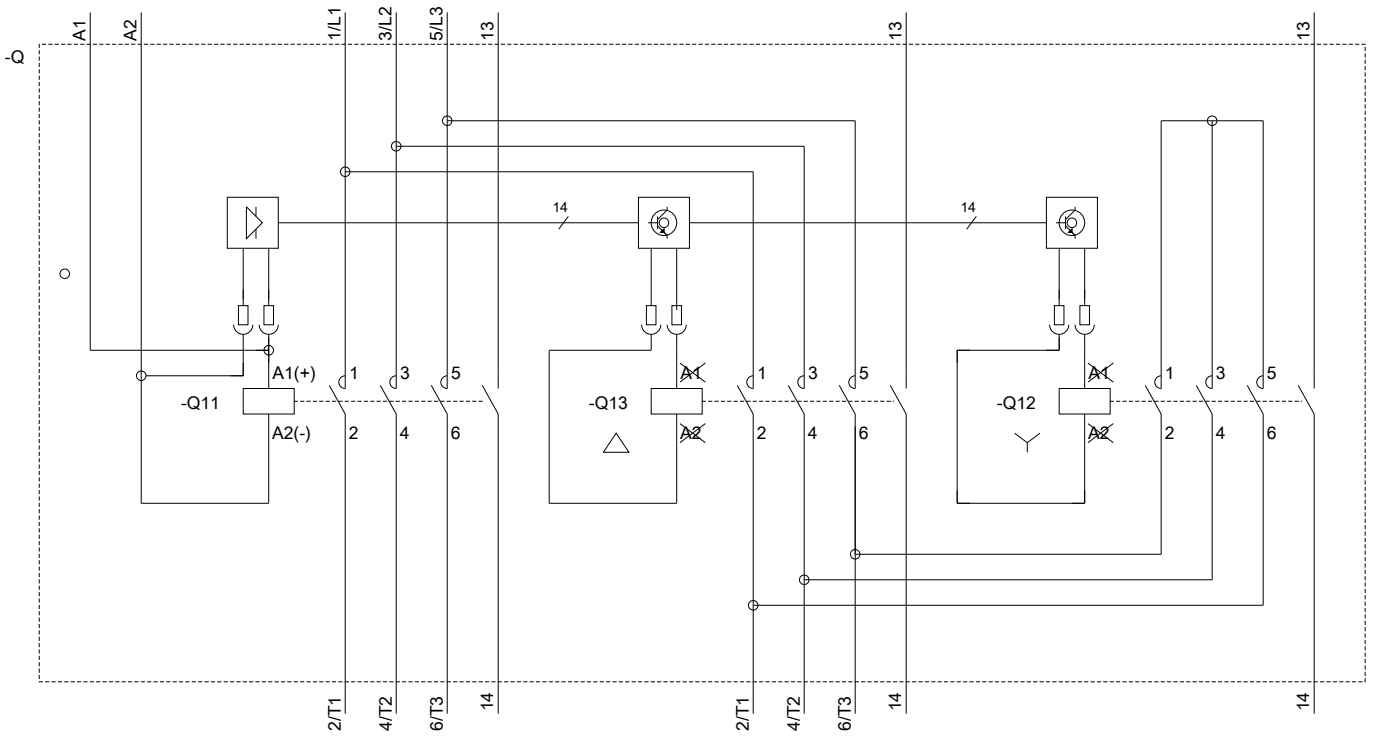 A1 A2 1/L1 3/L2 5/L3 13 13 13
-Q
14 14
A1(+) 1 3 5 A1 1 3 5 A1 1 3 5
-Q11 -Q13 -Q12
A2(-) 2 4 6 A2 2 4 6 A2 2 4 6
2/T1 4/T2 6/T3 14 2/T1 4/T2 6/T3 14 14